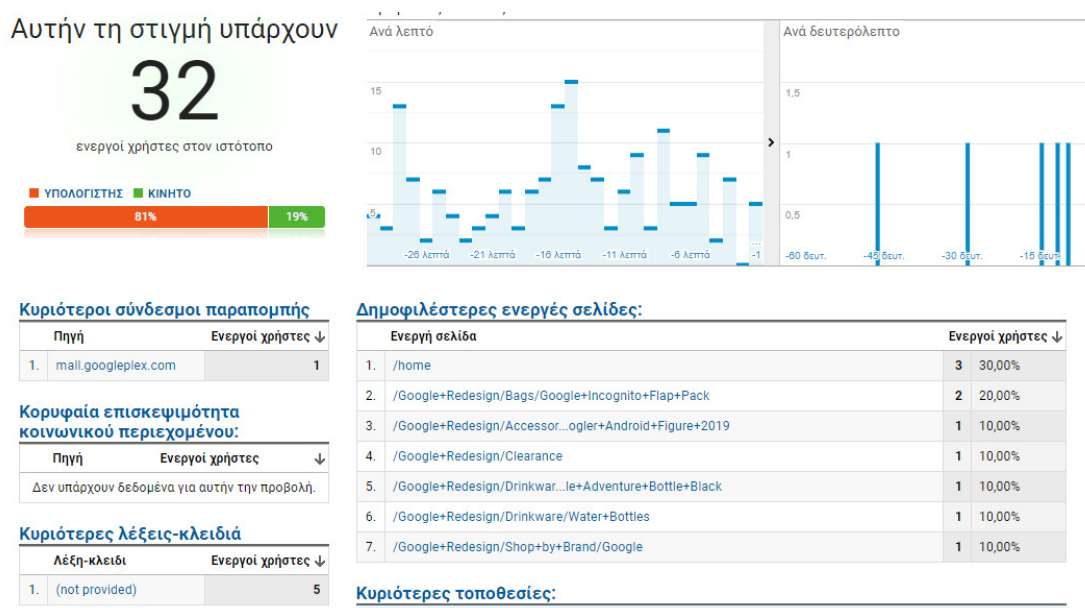 Αυτήν τη στιγμή υπάρχουν
32
ενεργοί χρήστες στον ιστότοπο
ΥΠΟΛΟΓΙΣΤΗΣ ΚΙΝΗΤΟ
81% 19%
Ανά λεπτό
15
10
5
-26 λεπτά -21 λεπτά -16 λεπτά -11 λεπτά -6 λεπτά -1
Ανά δευτερόλεπτο
1,5
1
0,5
-60 δευτ. -45 δευτ. -30 δευτ. -15 δευτ.
Κυριότεροι σύνδεσμοι παραπομπής
Πηγή Ενεργοί χρήστες
1. mall.googleplex.com 1
Κορυφαία επισκεψιμότητα
κοινωνικού περιεχομένου:
Πηγή Ενεργοί χρήστες
Δεν υπάρχουν δεδομένα για αυτήν την προβολή.
Κυριότερες λέξεις-κλειδιά
Λέξη-κλειδι Ενεργοί χρήστες
1. (not provided) 5
Δημοφιλέστερες ενεργές σελίδες:
Ενεργή σελίδα Ενεργοί χρήστες
1. /home 3 30,00%
2. /Google+Redesign/Bags/Google+Incognito+Flap+Pack 2 20,00%
3. /Google+Redesign/Accessor...ogler+Android+Figure+2019 1 10,00%
4. /Google+Redesign/Clearance 1 10,00%
5. /Google+Redesign/Drinkwar...le+Adventure+Bottle+Black 1 10,00%
6. /Google+Redesign/Drinkware/Water+Bottles 1 10,00%
7. /Google+Redesign/Shop+by+Brand/Google 1 10,00%
Κυριότερες τοποθεσίες: